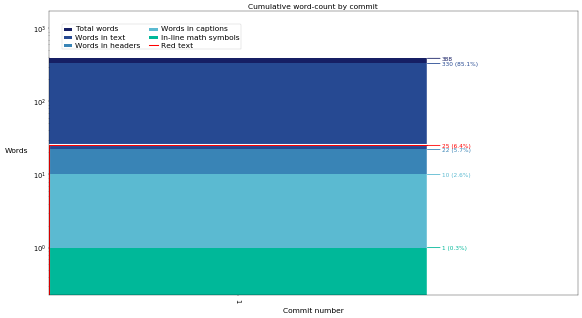 Cumulative word-count by commit
10³
Total words
Words in text
Words in headers
Words in captions
In-line math symbols
Red text
388
330 (85.1%)
10²
25 (6.4%)
22 (5.7%)
Words
10¹
10 (2.6%)
10⁰
1 (0.3%)
1
Commit number